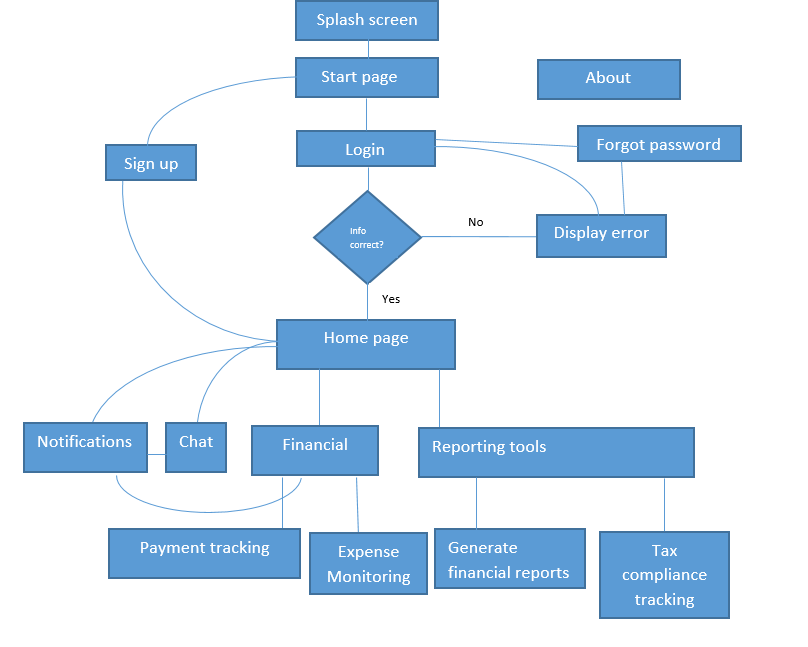 Splash screen
Start page
About
Sign up
Login
Forgot password
Info
correct?
No
Display error
Yes
Home page
Notifications
Chat
Financial
Reporting tools
Payment tracking
Expense
Monitoring
Generate
financial reports
Tax
compliance
tracking